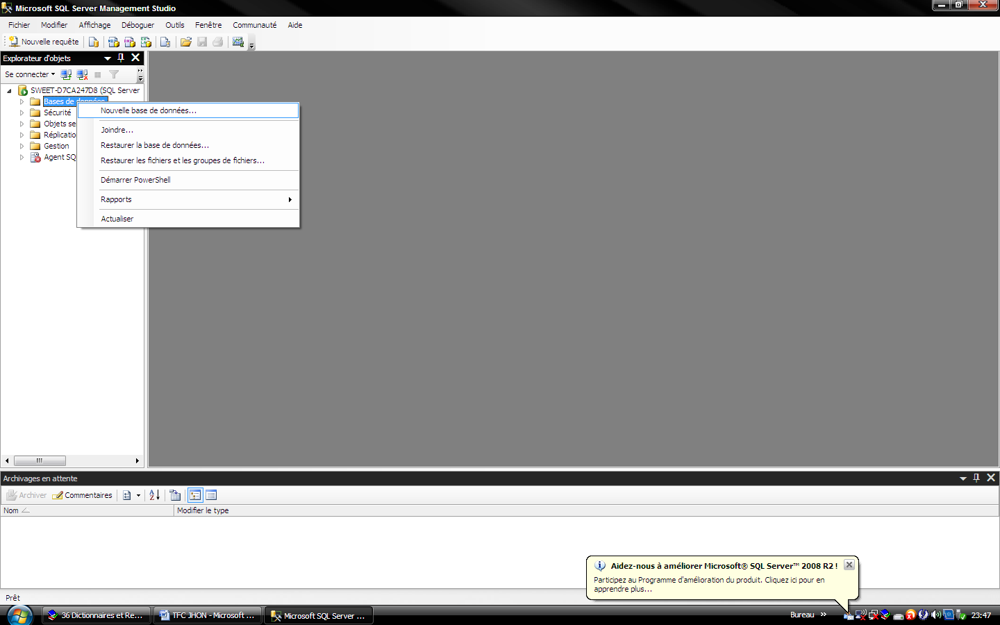 Microsoft SQL Server Management Studio
Fichier Modifier Affichage Déboguer Outils Fenêtre Communauté Aide
Nouvelle requête
Explorateur d'objets
Se connecter
SWEET-D7CA247D8 (SQL Server
Bases de données
Sécurité
Objets se
Réplicatio
Gestion
Agent SQ
Nouvelle base de données...
Joindre...
Restaurer la base de données...
Restaurer les fichiers et les groupes de fichiers...
Démarrer PowerShell
Rapports
Actualiser
Archivages en attente
Archiver Commentaires
Nom Modifier le type
Aidez-nous à améliorer Microsoft® SQL Server™ 2008 R2 !
Participez au Programme d'amélioration du produit. Cliquez ici pour en
apprendre plus...
Prêt
36 Dictionnaires et Re... TFC JHON - Microsoft ... Microsoft SQL Server ... Bureau » 23:47